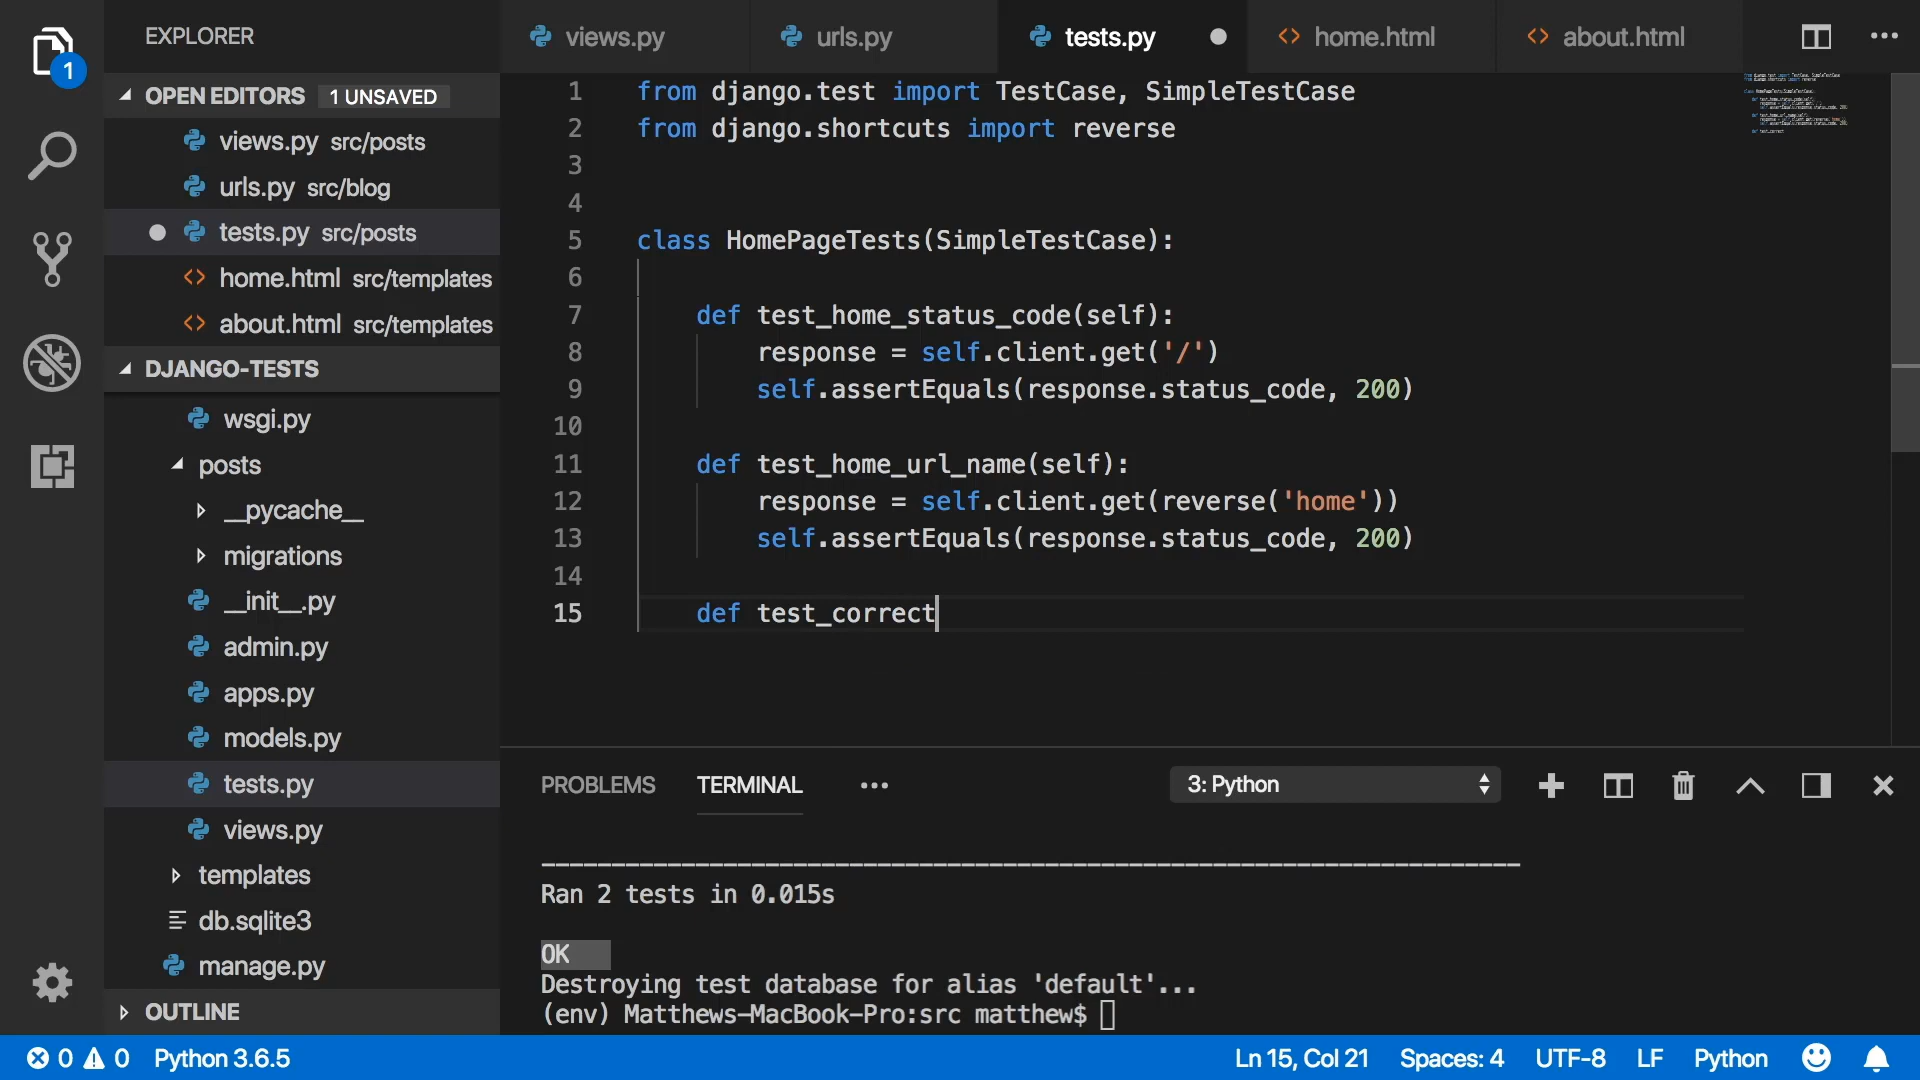 EXPLORER
1
OPEN EDITORS 1 UNSAVED
views.py src/posts
urls.py src/blog
tests.py src/posts
home.html src/templates
about.html src/templates
DJANGO-TESTS
wsgi.py
posts
__pycache__
migrations
__init__.py
admin.py
apps.py
models.py
tests.py
views.py
templates
db.sqlite3
manage.py
OUTLINE
views.py urls.py tests.py home.html about.html
1 from django.test import TestCase, SimpleTestCase
2 from django.shortcuts import reverse
3
4
5 class HomePageTests(SimpleTestCase):
6
7 def test_home_status_code(self):
8 response = self.client.get('/')
9 self.assertEquals(response.status_code, 200)
10
11 def test_home_url_name(self):
12 response = self.client.get(reverse('home'))
13 self.assertEquals(response.status_code, 200)
14
15 def test_correct
PROBLEMS TERMINAL ••• 3: Python
----------------------------------------------------------------------
Ran 2 tests in 0.015s
OK
Destroying test database for alias 'default'...
(env) Matthews-MacBook-Pro:src matthew$
0 0 Python 3.6.5 Ln 15, Col 21 Spaces: 4 UTF-8 LF Python